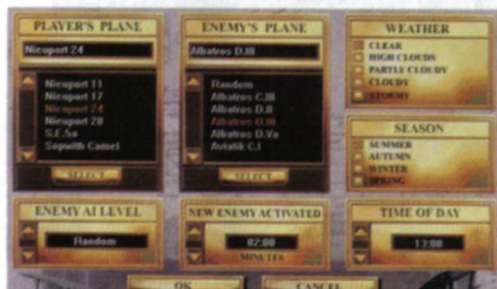 PLAYER'S PLANE
Nieuport 24
Nieuport 11
Nieuport 17
Nieuport 24
Nieuport 28
S.E.5a
Sopwith Camel
SELECT
ENEMY'S PLANE
Albatros D.III
Random
Albatros C.III
Albatros D.II
Albatros D.III
Albatros D.Va
Aviatik C.I
SELECT
WEATHER
CLEAR
HIGH CLOUDS
PARTLY CLOUDY
CLOUDY
STORMY
SEASON
SUMMER
AUTUMN
WINTER
SPRING
ENEMY AI LEVEL
Random
NEW ENEMY ACTIVATED
02:00
MINUTES
TIME OF DAY
13:00
OK
CANCEL